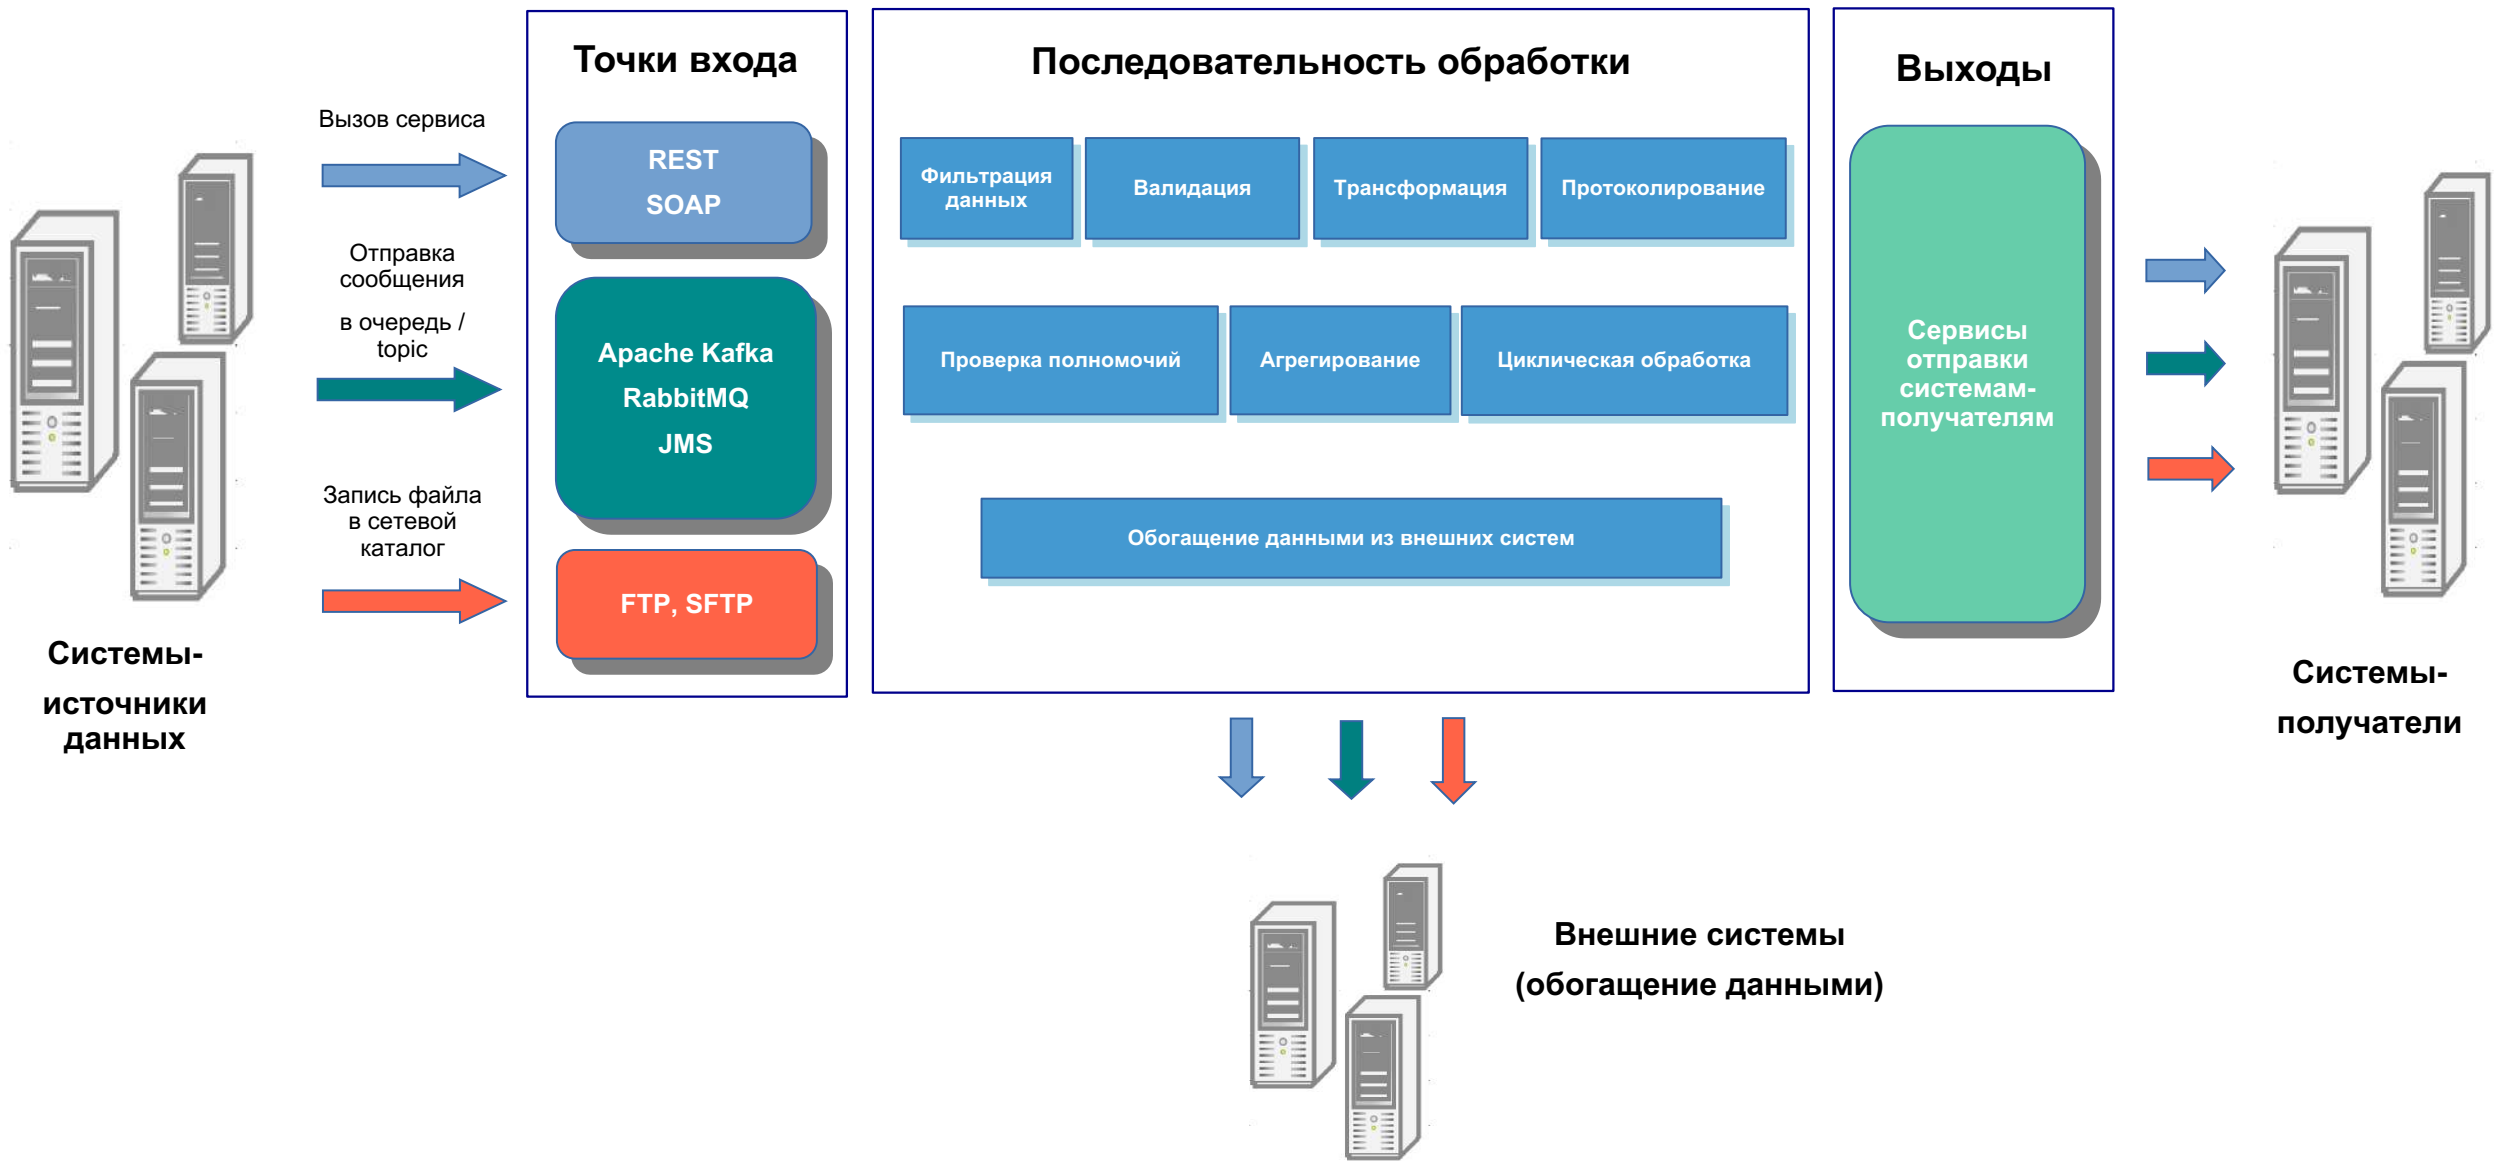 Точки входа
Последовательность обработки
Выходы
Вызов сервиса
REST
SOAP
Отправка
сообщения
в очередь /
topic
Apache Kafka
RabbitMQ
JMS
Запись файла
в сетевой
каталог
FTP, SFTP
Системы-
источники
данных
Фильтрация
данных
Валидация
Трансформация
Протоколирование
Проверка полномочий
Агрегирование
Циклическая обработка
Обогащение данными из внешних систем
Сервисы
отправки
системам-
получателям
Системы-
получатели
Внешние системы
(обогащение данными)